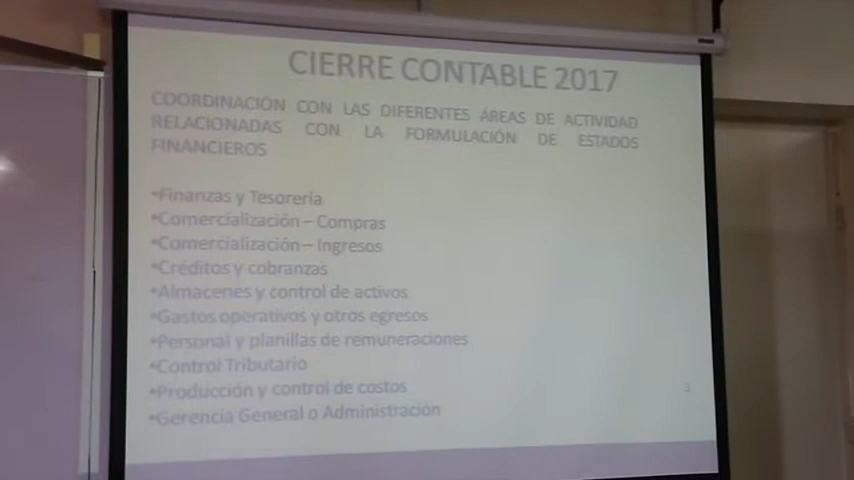 CIERRE CONTABLE 2017
COORDINACIÓN CON LAS DIFERENTES ÁREAS DE ACTIVIDAD
RELACIONADAS CON LA FORMULACIÓN DE ESTADOS
FINANCIEROS
•Finanzas y Tesorería
•Comercialización – Compras
•Comercialización – Ingresos
•Créditos y cobranzas
•Almacenes y control de activos
•Gastos operativos y otros egresos
•Personal y planillas de remuneraciones
•Control Tributario
•Producción y control de costos
•Gerencia General o Administración